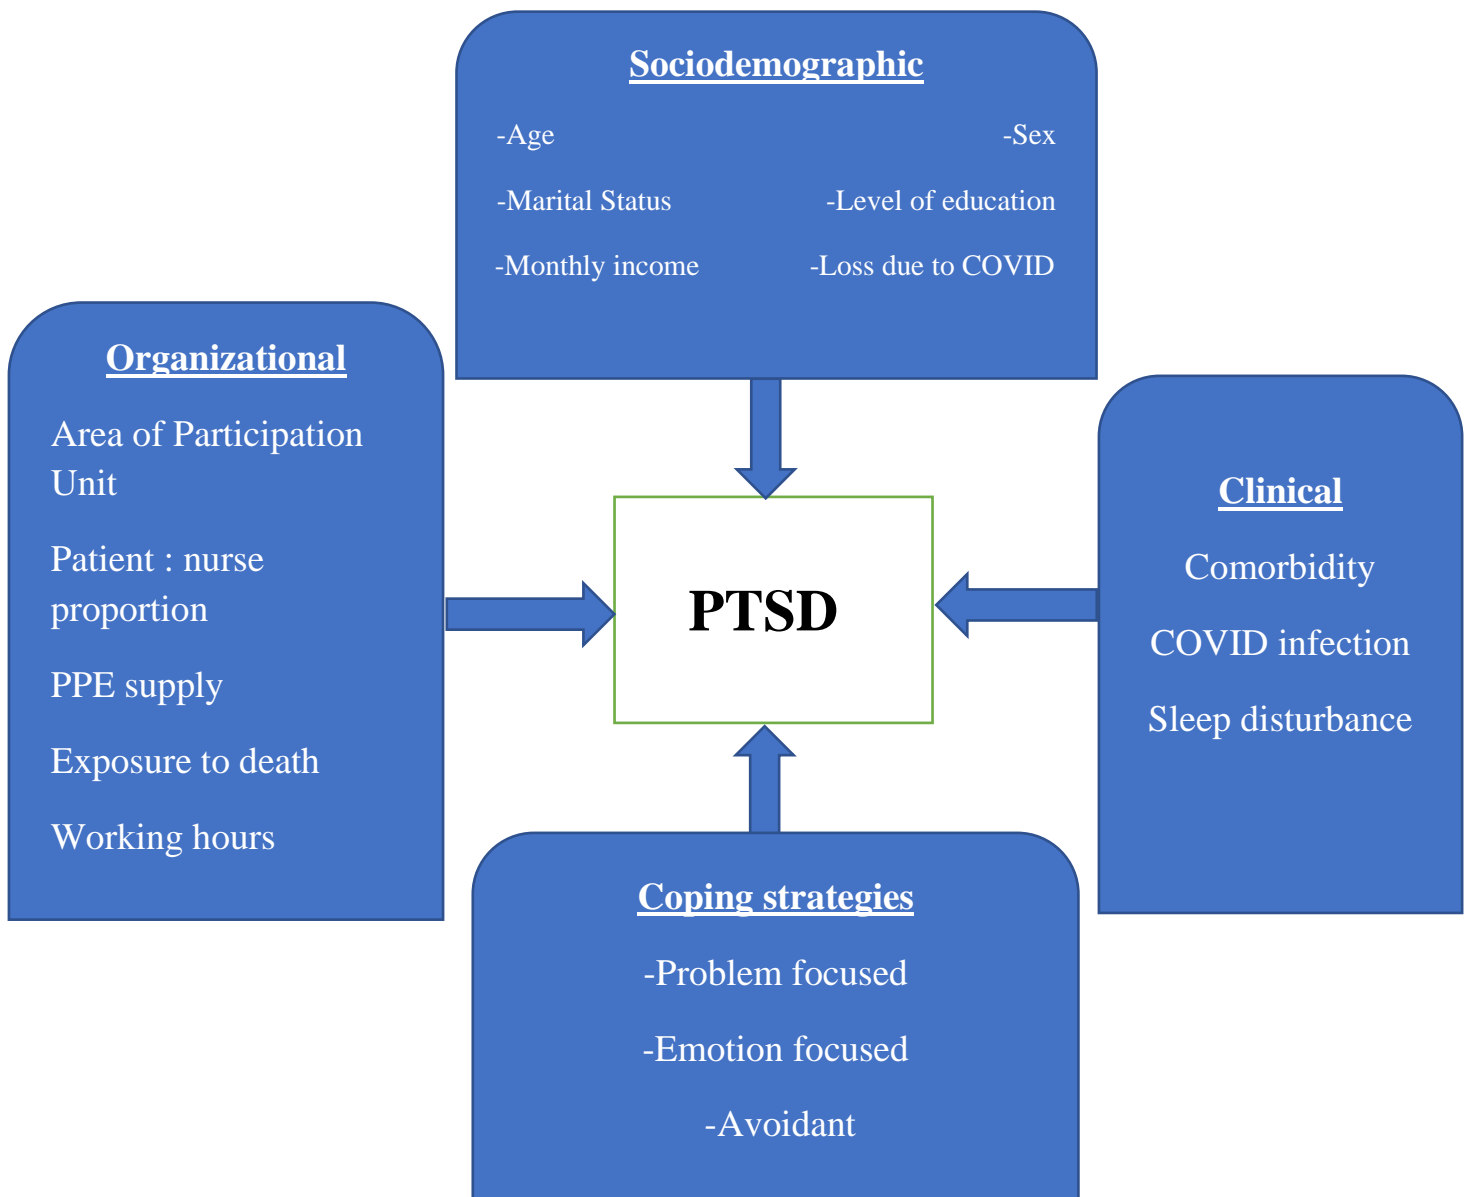 Sociodemographic
-Age -Sex
-Marital Status -Level of education
-Monthly income -Loss due to COVID
Organizational
Area of Participation
Unit
Patient : nurse
proportion
PPE supply
Exposure to death
Working hours
PTSD
Clinical
Comorbidity
COVID infection
Sleep disturbance
Coping strategies
-Problem focused
-Emotion focused
-Avoidant